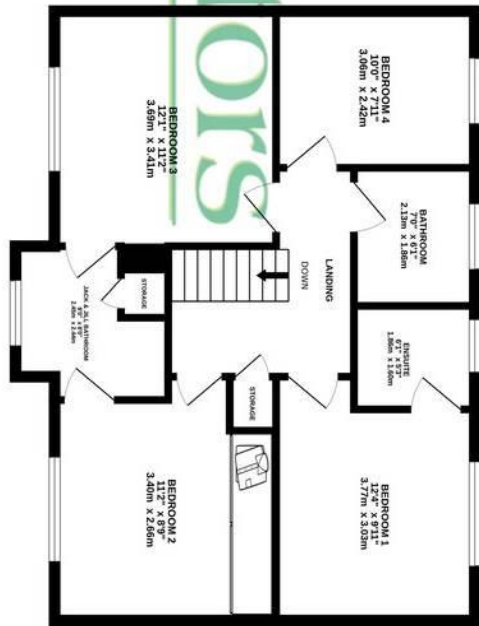 BEDROOM 4
10'0" x 7'11"
3.06m x 2.42m
BATHROOM
7'0" x 6'1"
2.13m x 1.86m
ENSUITE
6'1" x 5'3"
1.86m x 1.60m
BEDROOM 1
12'4" x 9'11"
3.77m x 3.03m
LANDING
DOWN
STORAGE
ors
BEDROOM 3
12'1" x 11'2"
3.69m x 3.41m
STORAGE
BEDROOM 2
11'2" x 8'9"
3.40m x 2.66m
JACK & JILL BATHROOM